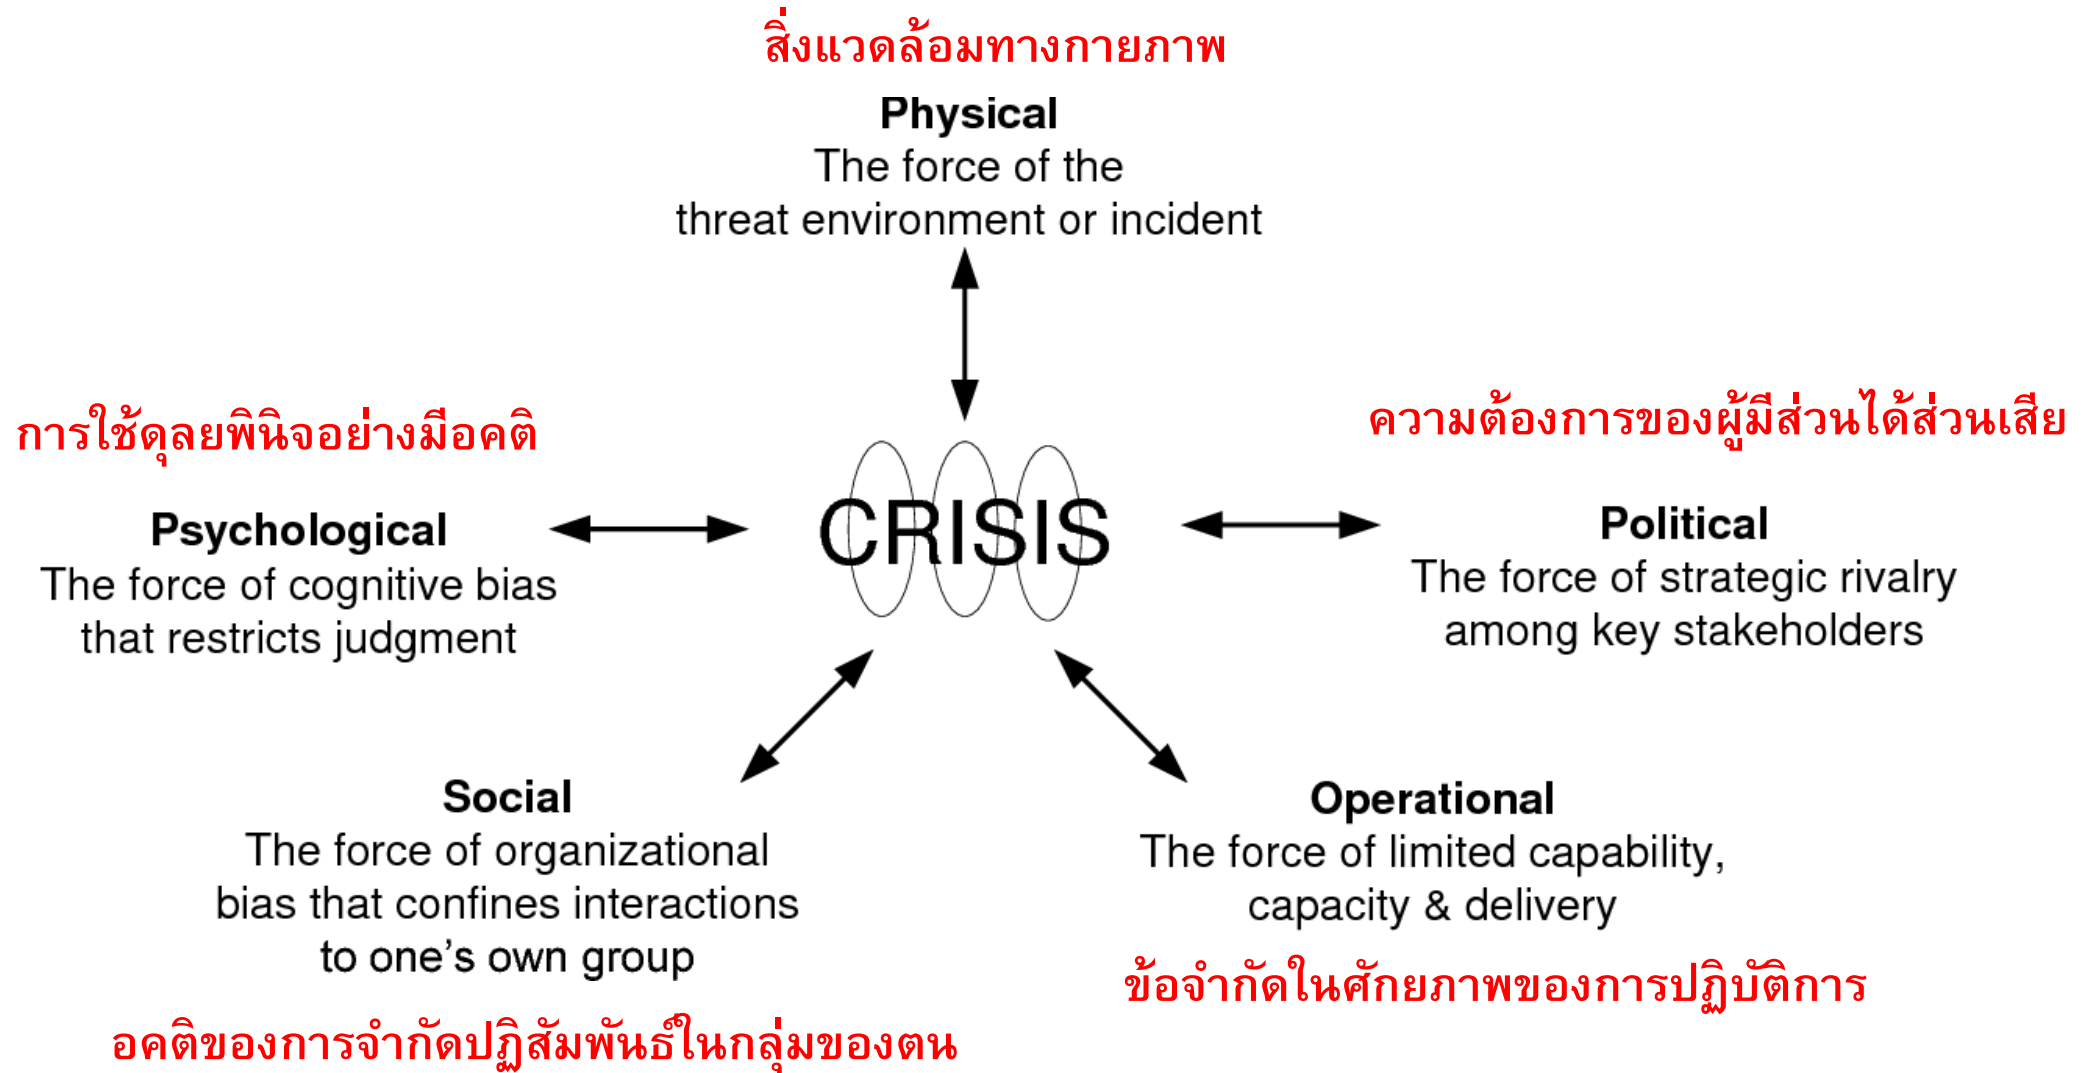 สิ่งแวดล้อมทางกายภาพ
Physical
The force of the
threat environment or incident
การใช้ดุลยพินิจอย่างมีอคติ
Psychological
The force of cognitive bias
that restricts judgment
CRISIS
ความต้องการของผู้มีส่วนได้ส่วนเสีย
Political
The force of strategic rivalry
among key stakeholders
Social
The force of organizational
bias that confines interactions
to one’s own group
อคติของการจำกัดปฏิสัมพันธ์ในกลุ่มของตน
Operational
The force of limited capability,
capacity & delivery
ข้อจำกัดในศักยภาพของการปฏิบัติการ